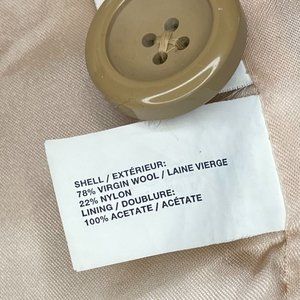 SHELL / EXTÉRIEUR:
78% VIRGIN WOOL / LAINE VIERGE
22% NYLON
LINING / DOUBLURE:
100% ACETATE / ACÉTATE